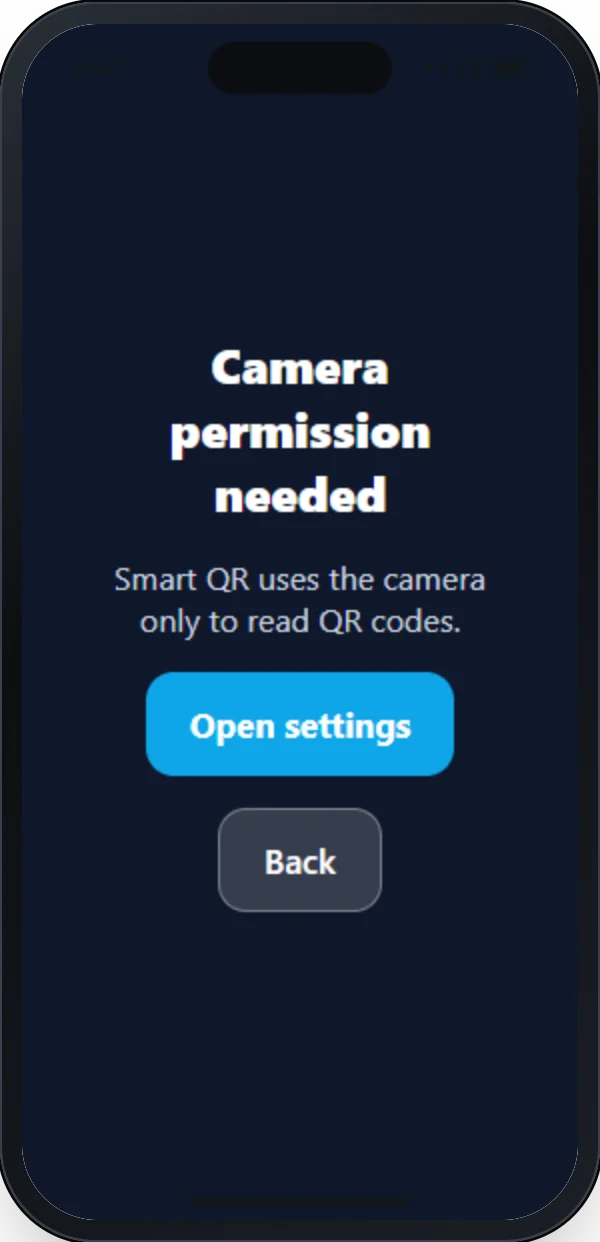 Camera
permission
needed
Smart QR uses the camera
only to read QR codes.
Open settings
Back